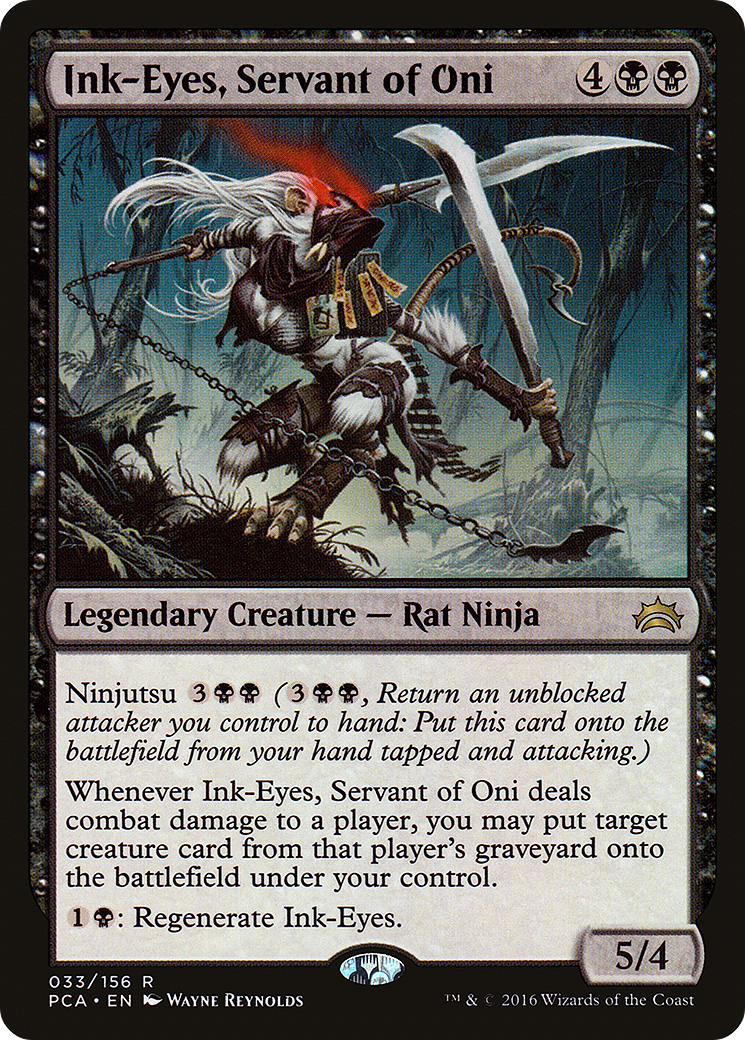 Ink-Eyes, Servant of Oni 4
Legendary Creature — Rat Ninja
Ninjutsu 3 (3, Return an unblocked
attacker you control to hand: Put this card onto the
battlefield from your hand tapped and attacking.)
Whenever Ink-Eyes, Servant of Oni deals
combat damage to a player, you may put target
creature card from that player's graveyard onto
the battlefield under your control.
1: Regenerate Ink-Eyes.
5/4
033/156 R
PCA • EN Wayne Reynolds
™ & © 2016 Wizards of the Coast